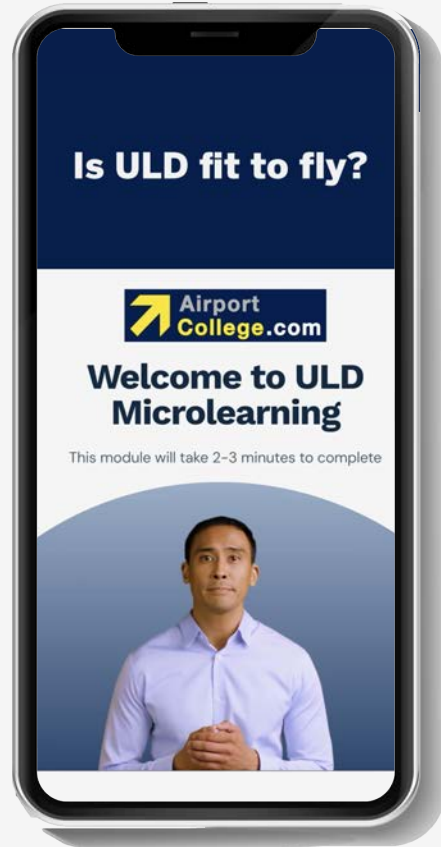 Is ULD fit to fly?
Airport
College.com
Welcome to ULD
Microlearning
This module will take 2-3 minutes to complete